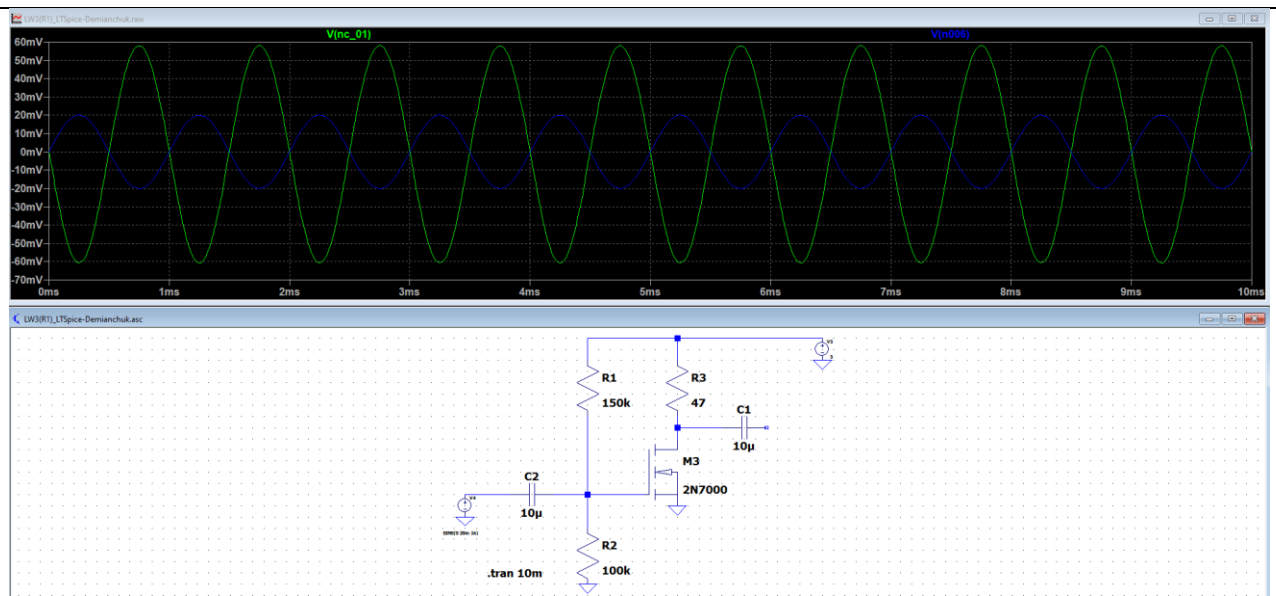 LW3(R1)_LTSpice-Demianchuk.raw
V(nc_01)
V(n006)
60mV
50mV
40mV
30mV
20mV
10mV
0mV
-10mV
-20mV
-30mV
-40mV
-50mV
-60mV
-70mV
0ms 1ms 2ms 3ms 4ms 5ms 6ms 7ms 8ms 9ms 10ms
LW3(R1)_LTSpice-Demianchuk.asc
R1
150k
R3
47
C1
10µ
M3
2N7000
C2
10µ
R2
100k
.tran 10m
V4
5